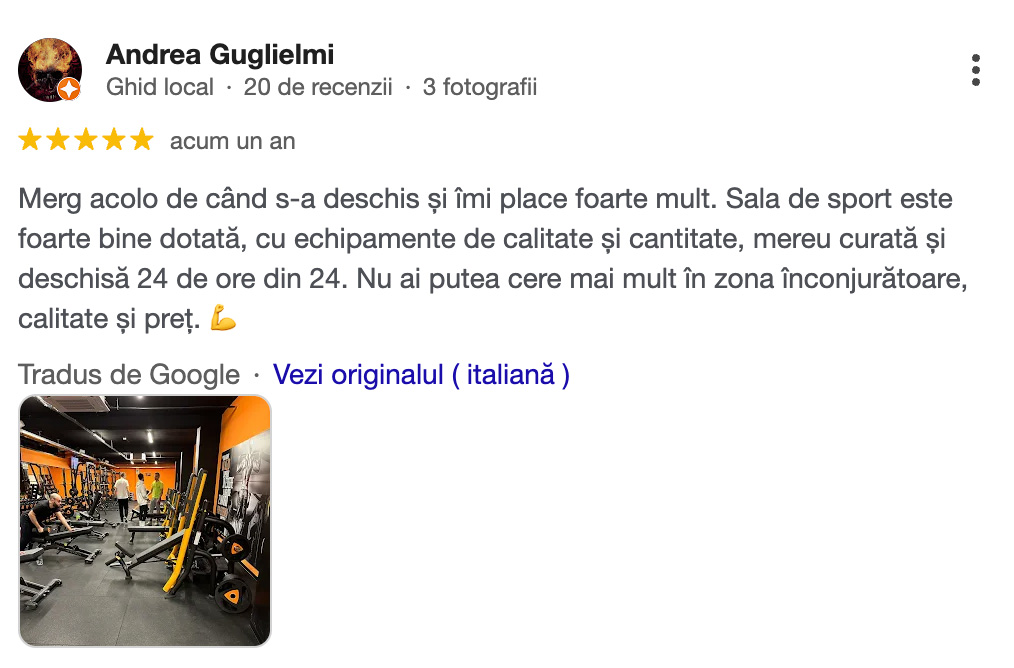 Andrea Guglielmi
Ghid local · 20 de recenzii · 3 fotografii
acum un an
Merg acolo de când s-a deschis și îmi place foarte mult. Sala de sport este
foarte bine dotată, cu echipamente de calitate și cantitate, mereu curată și
deschisă 24 de ore din 24. Nu ai putea cere mai mult în zona înconjurătoare,
calitate și preț. 💪
Tradus de Google · Vezi originalul ( italiană )